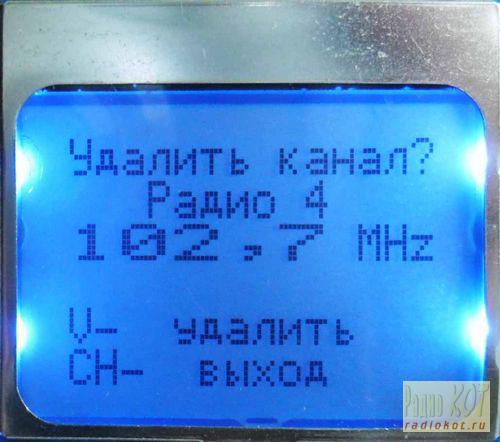 Удалить канал?
Радио 4
102,7 MHz
V- удалить
CH- выход
Радио КОТ
radiokot.ru